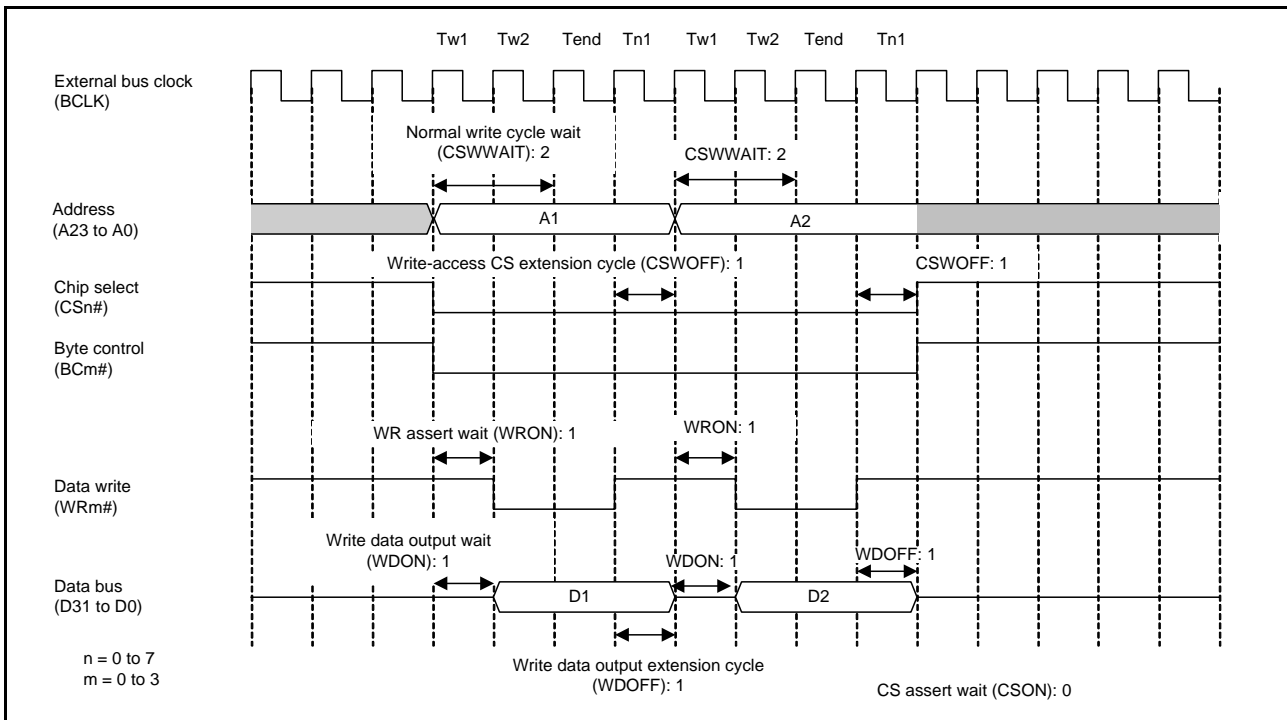 Tw1 Tw2 Tend Tn1 Tw1 Tw2 Tend Tn1
External bus clock
(BCLK)
Normal write cycle wait
(CSWWAIT): 2
CSWWAIT: 2
Address
(A23 to A0)
A1
A2
Write-access CS extension cycle (CSWOFF): 1
CSWOFF: 1
Chip select
(CSn#)
Byte control
(BCm#)
WR assert wait (WRON): 1
WRON: 1
Data write
(WRm#)
Write data output wait
(WDON): 1
WDON: 1
WDOFF: 1
Data bus
(D31 to D0)
D1
D2
n = 0 to 7
m = 0 to 3
Write data output extension cycle
(WDOFF): 1
CS assert wait (CSON): 0